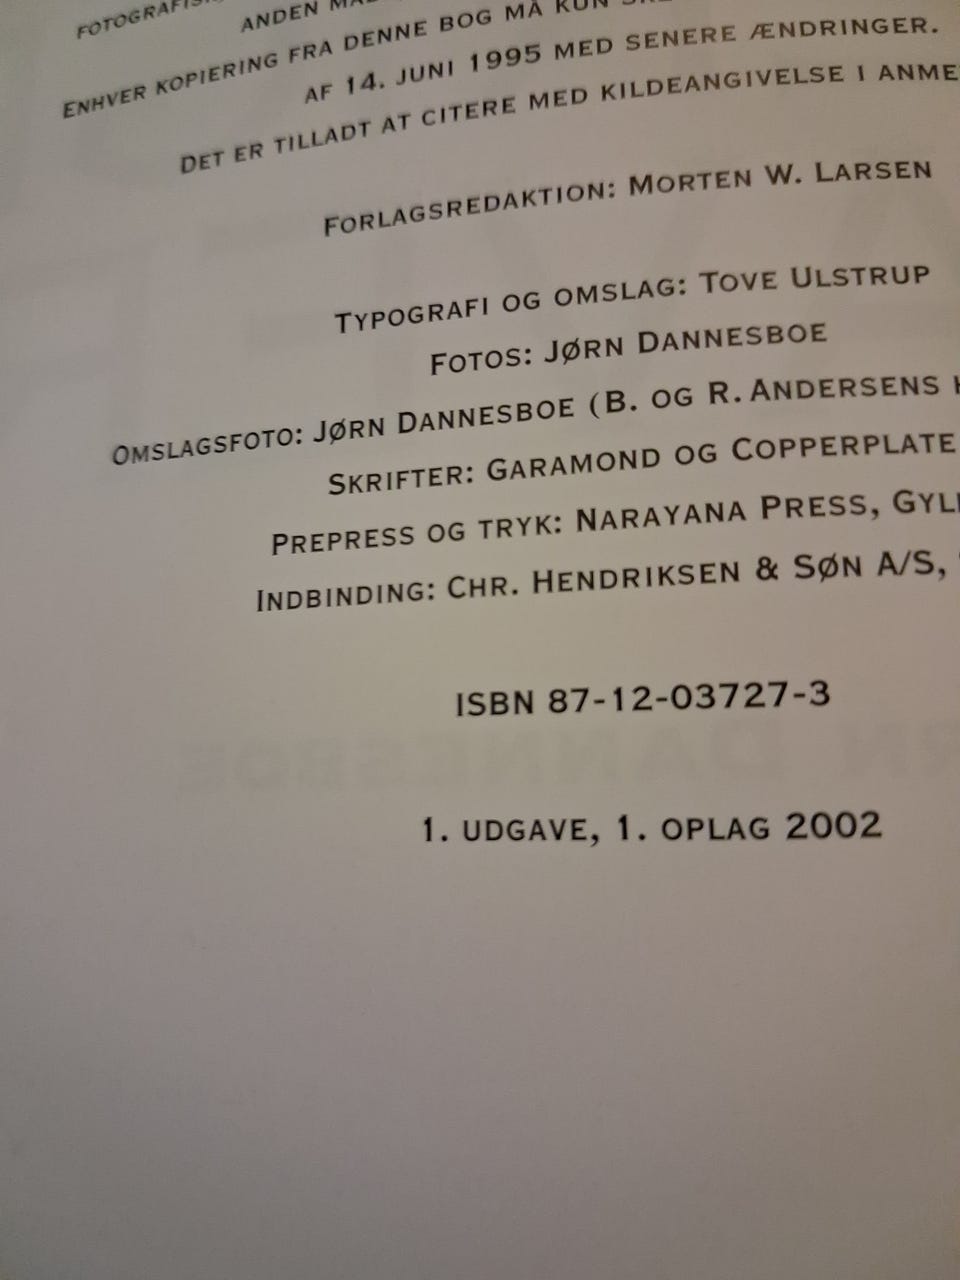 ANDEN
ENHVER KOPIERING FRA DENNE BOG MÅ KUN
AF 14. JUNI 1995 MED SENERE ÆNDRINGER.
DET ER TILLADT AT CITERE MED KILDEANGIVELSE I
FORLAGSREDAKTION: MORTEN W. LARSEN
TYPOGRAFI OG OMSLAG: TOVE ULSTRUP
FOTOS: JØRN DANNESBOE
OMSLAGSFOTO: JØRN DANNESBOE (B. OG R. ANDERSENS
SKRIFTER: GARAMOND OG COPPERPLATE
PREPRESS OG TRYK: NARAYANA PRESS,
INDBINDING: CHR. HENDRIKSEN & SØN A/S,
ISBN 87-12-03727-3
1. UDGAVE, 1. OPLAG 2002